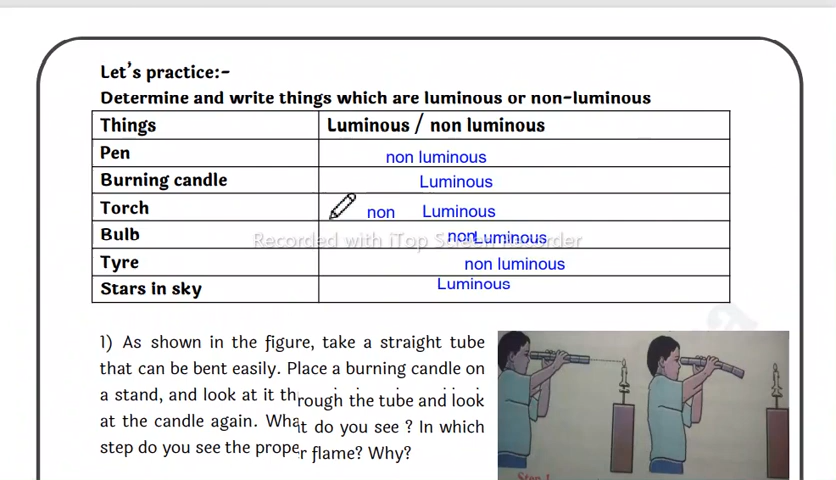 Let's practice:-
Determine and write things which are luminous or non-luminous
Things Luminous / non luminous
Pen non luminous
Burning candle Luminous
Torch non Luminous
Bulb non Luminous
Recorded with iTop Screen Recorder
Tyre non luminous
Stars in sky Luminous
1) As shown in the figure, take a straight tube
that can be bent easily. Place a burning candle on
a stand, and look at it through the tube and look
at the candle again. What do you see ? In which
step do you see the proper flame? Why?